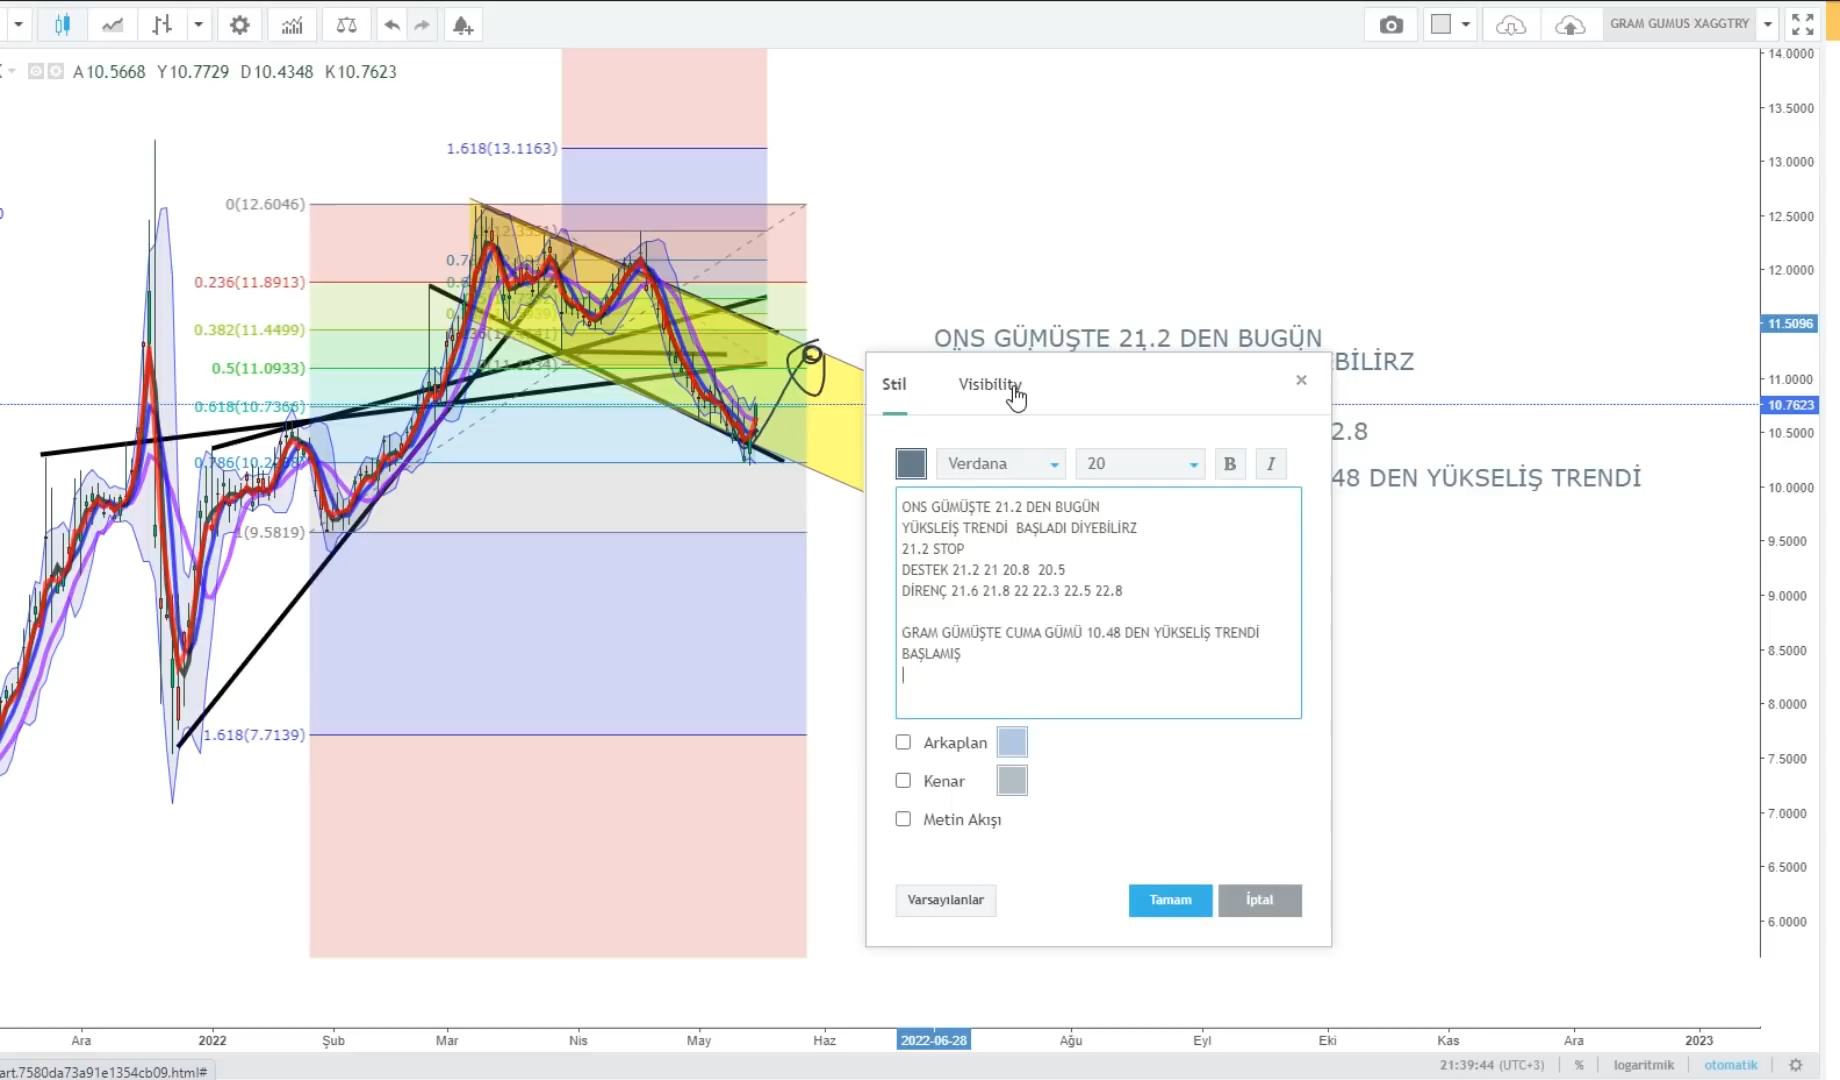 GRAM GUMUS XAGGTRY
A10.5668 Y10.7729 D10.4348 K10.7623
14.0000
13.5000
13.0000
12.5000
12.0000
11.5096
11.0000
10.7623
10.5000
10.0000
9.5000
9.0000
8.5000
8.0000
7.5000
7.0000
6.5000
6.0000
1.618(13.1163)
0(12.6046)
0.236(11.8913)
0.382(11.4499)
0.5(11.0933)
0.618(10.7366)
1(9.5819)
1.618(7.7139)
ONS GÜMÜŞTE 21.2 DEN BUGÜN
BİLİRZ
2.8
48 DEN YÜKSELİŞ TRENDİ
Stil
Visibility
Verdana
20
B
I
ONS GÜMÜŞTE 21.2 DEN BUGÜN
YÜKSLEİŞ TRENDİ BAŞLADI DİYEBİLİRZ
21.2 STOP
DESTEK 21.2 21 20.8 20.5
DİRENÇ 21.6 21.8 22 22.3 22.5 22.8
GRAM GÜMÜŞTE CUMA GÜMÜ 10.48 DEN YÜKSELİŞ TRENDİ
BAŞLAMIŞ
Arkaplan
Kenar
Metin Akışı
Varsayılanlar
Tamam
İptal
Ara
2022
Şub
Mar
Nis
May
Haz
2022-06-28
Ağu
Eyl
Eki
Kas
Ara
2023
art.7580da73a91e1354cb09.html#
21:39:44 (UTC+3)
%
logaritmik
otomatik